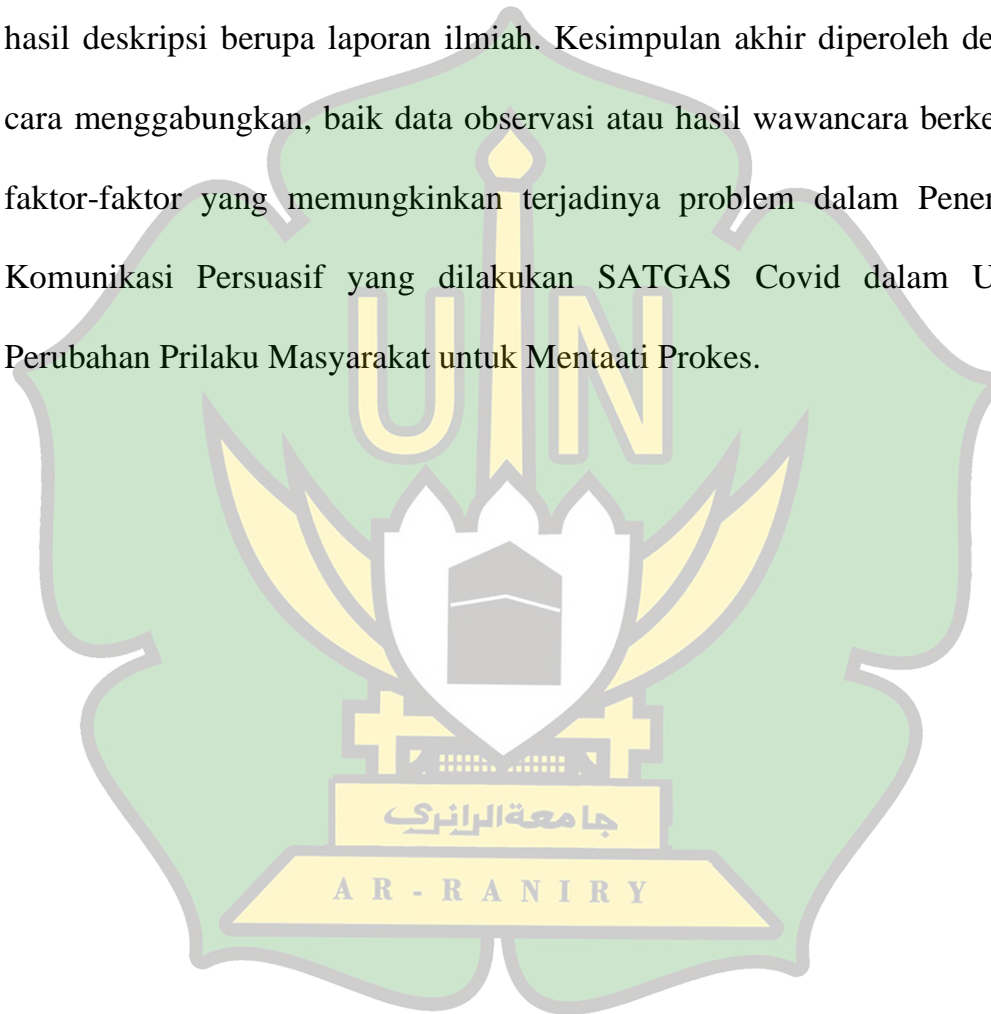 hasil deskripsi berupa laporan ilmiah. Kesimpulan akhir diperoleh de
cara menggabungkan, baik data observasi atau hasil wawancara berke
faktor-faktor yang memungkinkan terjadinya problem dalam Pener
Komunikasi Persuasif yang dilakukan SATGAS Covid dalam U
Perubahan Prilaku Masyarakat untuk Mentaati Prokes.
UIN
جامعة الرانري
AR-RANIRY